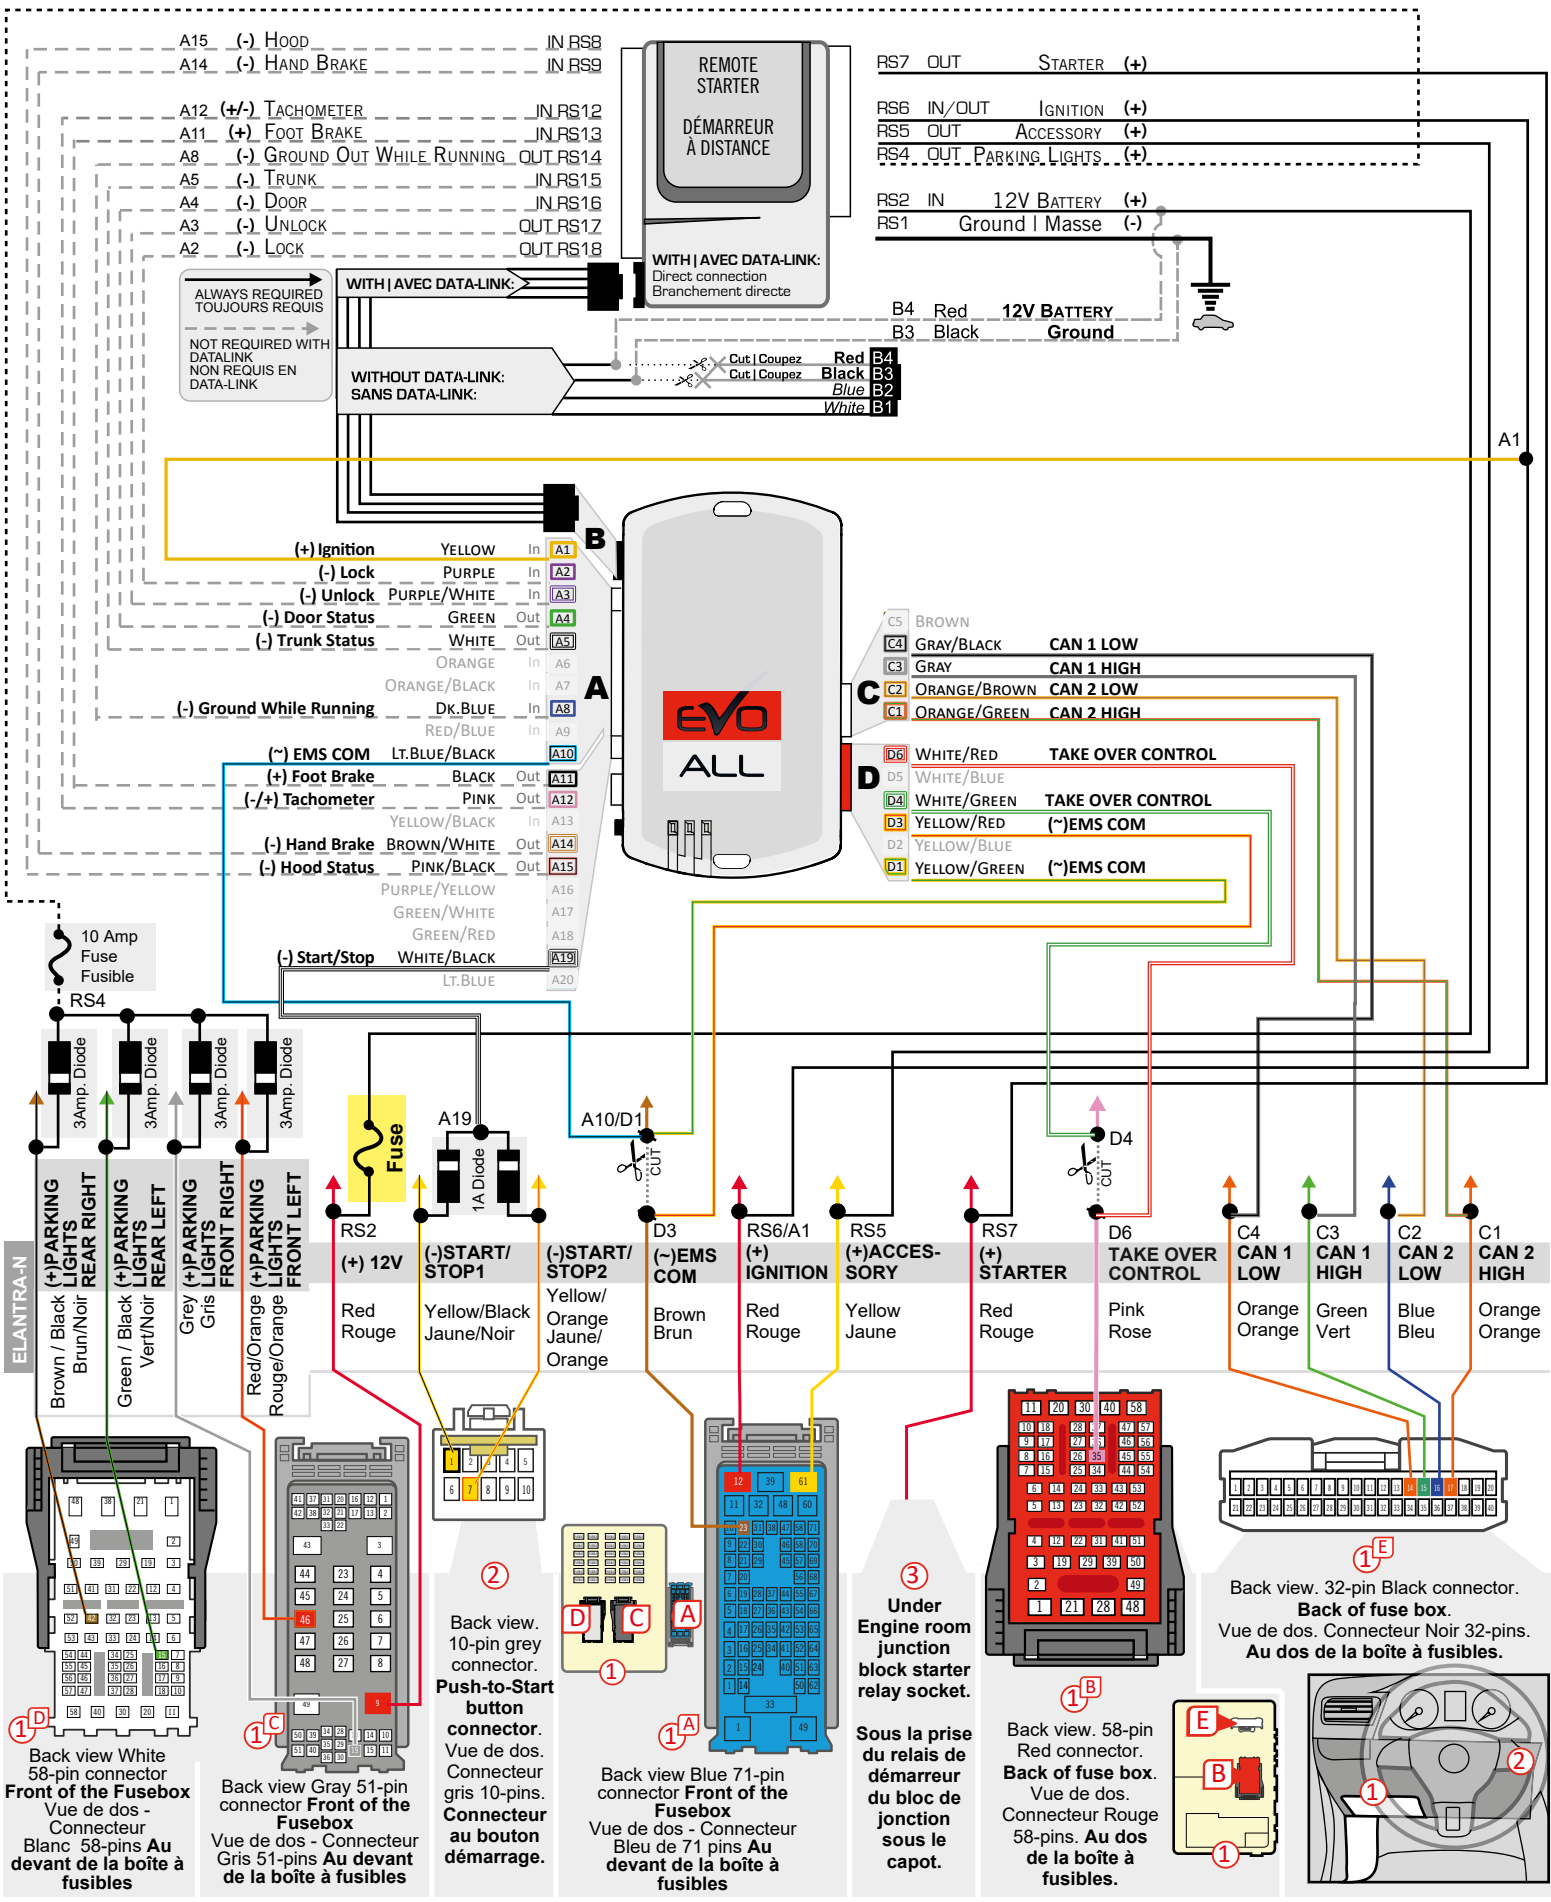 A15 (-) HOOD IN RS8
A14 (-) HAND BRAKE IN RS9
A12 (+/-) TACHOMETER IN RS12
A11 (+) FOOT BRAKE IN RS13
A8 (-) GROUND OUT WHILE RUNNING OUT RS14
A5 (-) TRUNK IN RS15
A4 (-) DOOR IN RS16
A3 (-) UNLOCK OUT RS17
A2 (-) LOCK OUT RS18
REMOTE
STARTER
DÉMARREUR
À DISTANCE
WITH | AVEC DATA-LINK:
Direct connection
Branchement directe
RS7 OUT STARTER (+)
RS6 IN/OUT IGNITION (+)
RS5 OUT ACCESSORY (+)
RS4 OUT PARKING LIGHTS (+)
RS2 IN 12V BATTERY (+)
RS1 Ground | Masse (-)
ALWAYS REQUIRED
TOUJOURS REQUIS
NOT REQUIRED WITH
DATALINK
NON REQUIS EN
DATA-LINK
WITH | AVEC DATA-LINK:
WITHOUT DATA-LINK:
SANS DATA-LINK:
B4 Red 12V BATTERY
B3 Black Ground
Cut | Coupez Red B4
Cut | Coupez Black B3
Blue B2
White B1
A1
B
(+) Ignition YELLOW In A1
(-) Lock PURPLE In A2
(-) Unlock PURPLE/WHITE In A3
(-) Door Status GREEN Out A4
(-) Trunk Status WHITE Out A5
ORANGE In A6
ORANGE/BLACK In A7
(-) Ground While Running DK.BLUE In A8
RED/BLUE In A9
(~) EMS COM LT.BLUE/BLACK A10
(+) Foot Brake BLACK Out A11
(-/+) Tachometer PINK Out A12
YELLOW/BLACK In A13
(-) Hand Brake BROWN/WHITE Out A14
(-) Hood Status PINK/BLACK Out A15
PURPLE/YELLOW A16
GREEN/WHITE A17
GREEN/RED A18
(-) Start/Stop WHITE/BLACK A19
LT.BLUE A20
A
EVO
ALL
C
C5 BROWN
C4 GRAY/BLACK CAN 1 LOW
C3 GRAY CAN 1 HIGH
C2 ORANGE/BROWN CAN 2 LOW
C1 ORANGE/GREEN CAN 2 HIGH
D
D6 WHITE/RED TAKE OVER CONTROL
D5 WHITE/BLUE
D4 WHITE/GREEN TAKE OVER CONTROL
D3 YELLOW/RED (~)EMS COM
D2 YELLOW/BLUE
D1 YELLOW/GREEN (~)EMS COM
10 Amp
Fuse
Fusible
RS4
3Amp. Diode
3Amp. Diode
3Amp. Diode
3Amp. Diode
Fuse
A19
1A Diode
A10/D1
CUT
D4
CUT
ELANTRA-N
(+)PARKING
LIGHTS
REAR RIGHT
Brown / Black
Brun/Noir
(+)PARKING
LIGHTS
REAR LEFT
Green / Black
Vert/Noir
(+)PARKING
LIGHTS
FRONT RIGHT
Grey
Gris
(+)PARKING
LIGHTS
FRONT LEFT
Red/Orange
Rouge/Orange
RS2
(+) 12V
Red
Rouge
(-)START/
STOP1
Yellow/Black
Jaune/Noir
(-)START/
STOP2
Yellow/
Orange
Jaune/
Orange
D3
(~)EMS
COM
Brown
Brun
RS6/A1
(+)
IGNITION
Red
Rouge
RS5
(+)ACCES-
SORY
Yellow
Jaune
RS7
(+)
STARTER
Red
Rouge
D6
TAKE OVER
CONTROL
Pink
Rose
C4
CAN 1
LOW
Orange
Orange
C3
CAN 1
HIGH
Green
Vert
C2
CAN 2
LOW
Blue
Bleu
C1
CAN 2
HIGH
Orange
Orange
1 D
Back view White
58-pin connector
Front of the Fusebox
Vue de dos -
Connecteur
Blanc 58-pins Au
devant de la boîte à
fusibles
1 C
Back view Gray 51-pin
connector Front of the
Fusebox
Vue de dos - Connecteur
Gris 51-pins Au devant
de la boîte à fusibles
2
Back view.
10-pin grey
connector.
Push-to-Start
button
connector.
Vue de dos.
Connecteur
gris 10-pins.
Connecteur
au bouton
démarrage.
D C A
1
1 A
Back view Blue 71-pin
connector Front of the
Fusebox
Vue de dos - Connecteur
Bleu de 71 pins Au
devant de la boîte à
fusibles
3
Under
Engine room
junction
block starter
relay socket.
Sous la prise
du relais de
démarreur
du bloc de
jonction
sous le
capot.
1 B
Back view. 58-pin
Red connector.
Back of fuse box.
Vue de dos.
Connecteur Rouge
58-pins. Au dos
de la boîte à
fusibles.
E
B
1
1 E
Back view. 32-pin Black connector.
Back of fuse box.
Vue de dos. Connecteur Noir 32-pins.
Au dos de la boîte à fusibles.
1
2